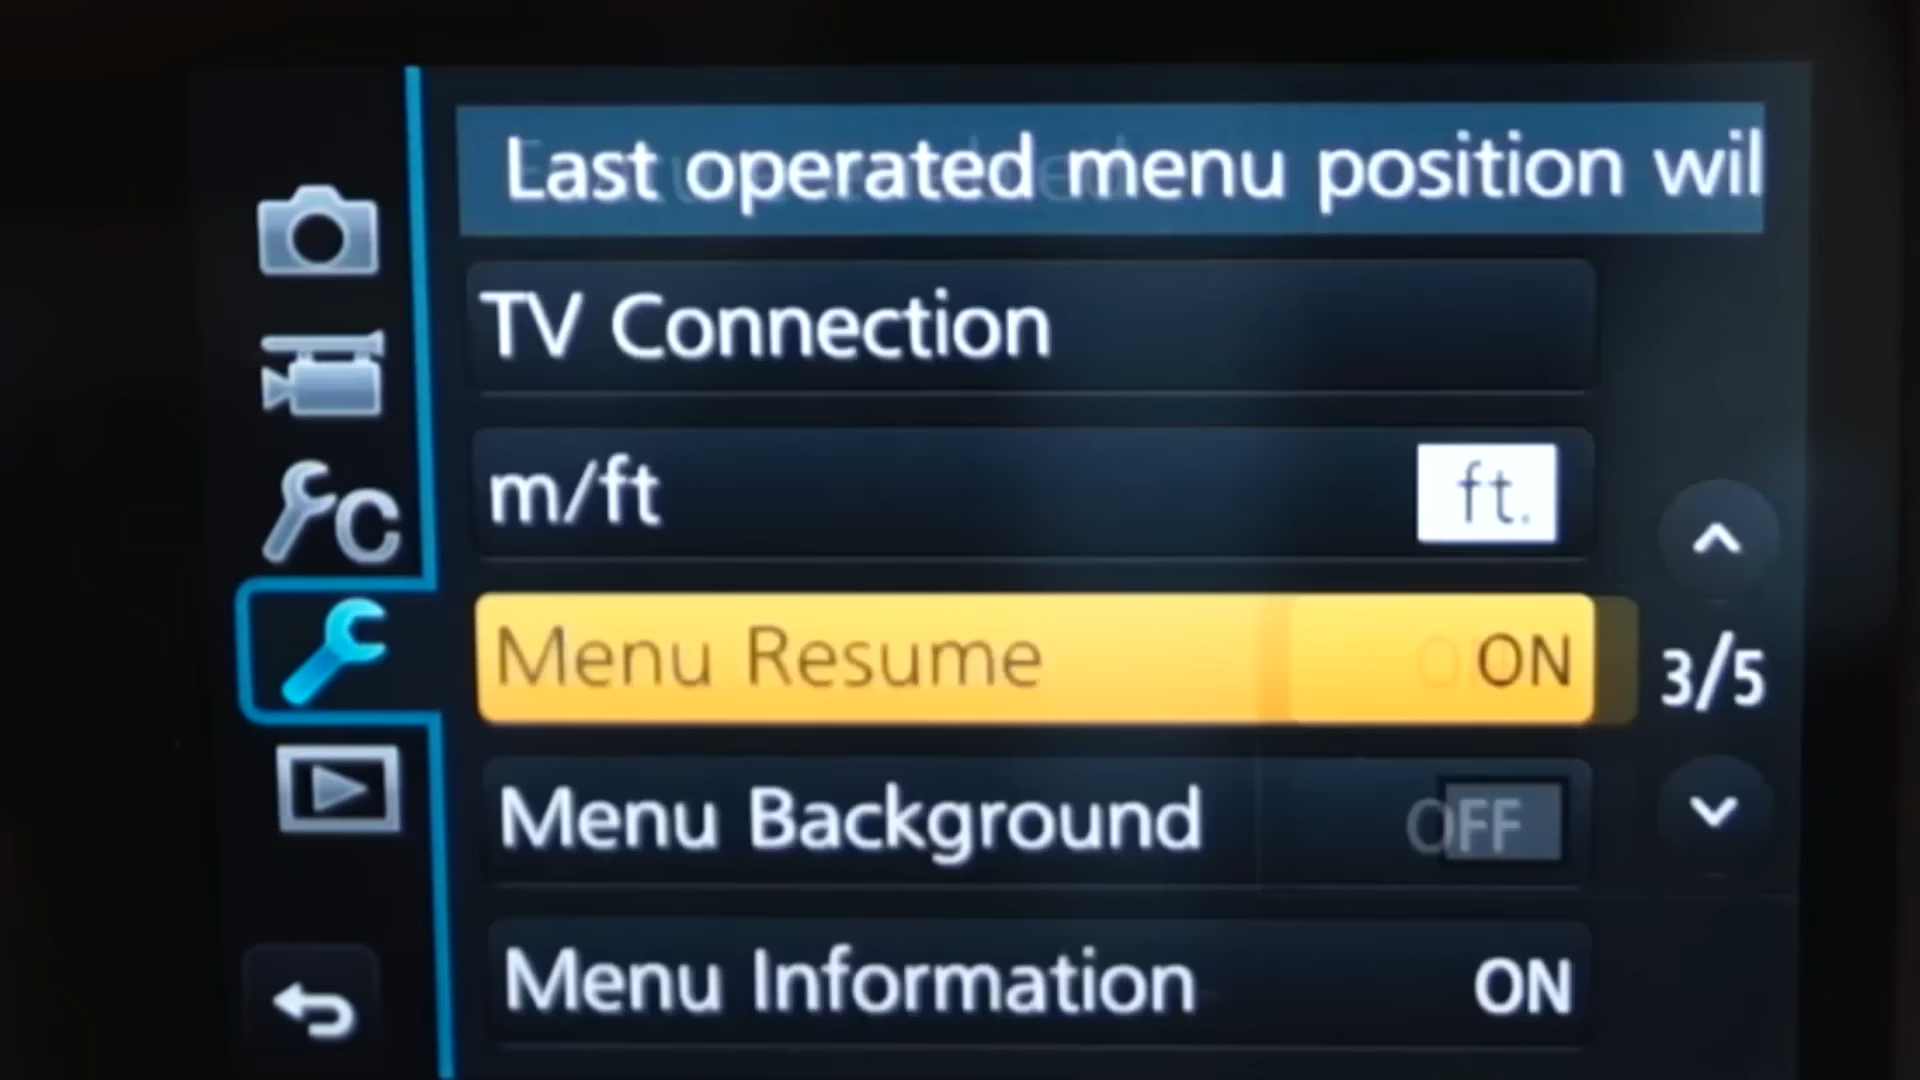 Last operated menu position wil
TV Connection
m/ft ft.
Menu Resume ON
3/5
Menu Background
Menu Information ON
C